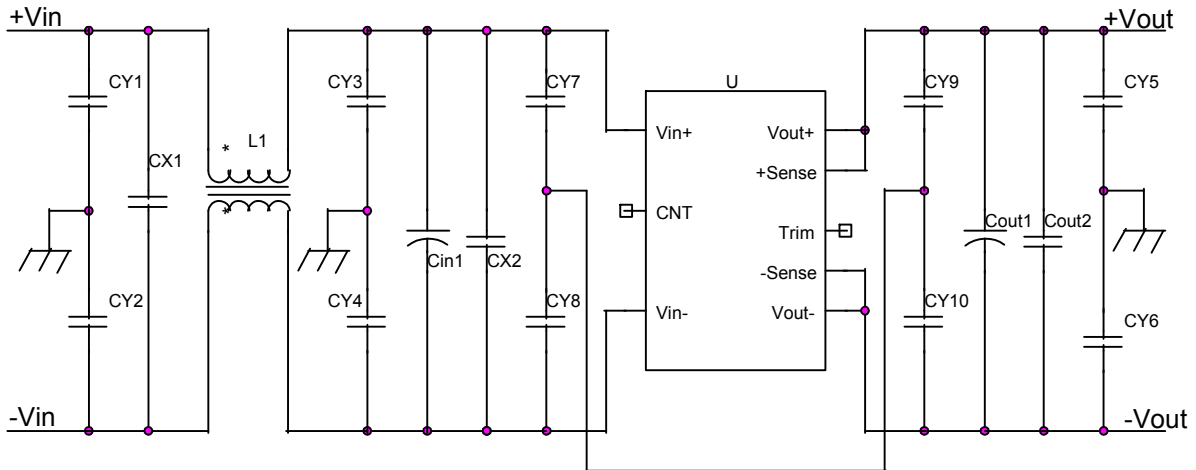 +Vin
+Vout
CY1
CY3
CY7
U
CY9
CY5
L1
*
Vin+
Vout+
CX1
+Sense
*
CNT
Trim
Cout1
Cout2
Cin1
CX2
-Sense
CY2
CY4
CY8
Vin-
Vout-
CY10
CY6
-Vin
-Vout